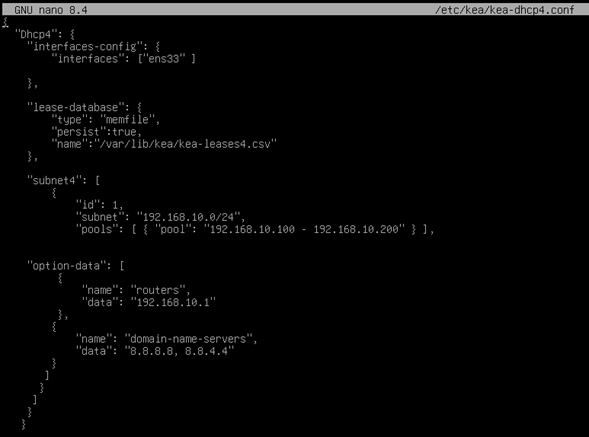 GNU nano 8.4 /etc/kea/kea-dhcp4.conf
{
"Dhcp4": {
"interfaces-config": {
"interfaces": ["ens33" ]
},
"lease-database": {
"type": "memfile",
"persist":true,
"name":"/var/lib/kea/kea-leases4.csv"
},
"subnet4": [
{
"id": 1,
"subnet": "192.168.10.0/24",
"pools": [ { "pool": "192.168.10.100 - 192.168.10.200" } ],
"option-data": [
{
"name": "routers",
"data": "192.168.10.1"
},
{
"name": "domain-name-servers",
"data": "8.8.8.8, 8.8.4.4"
}
]
}
]
}
}